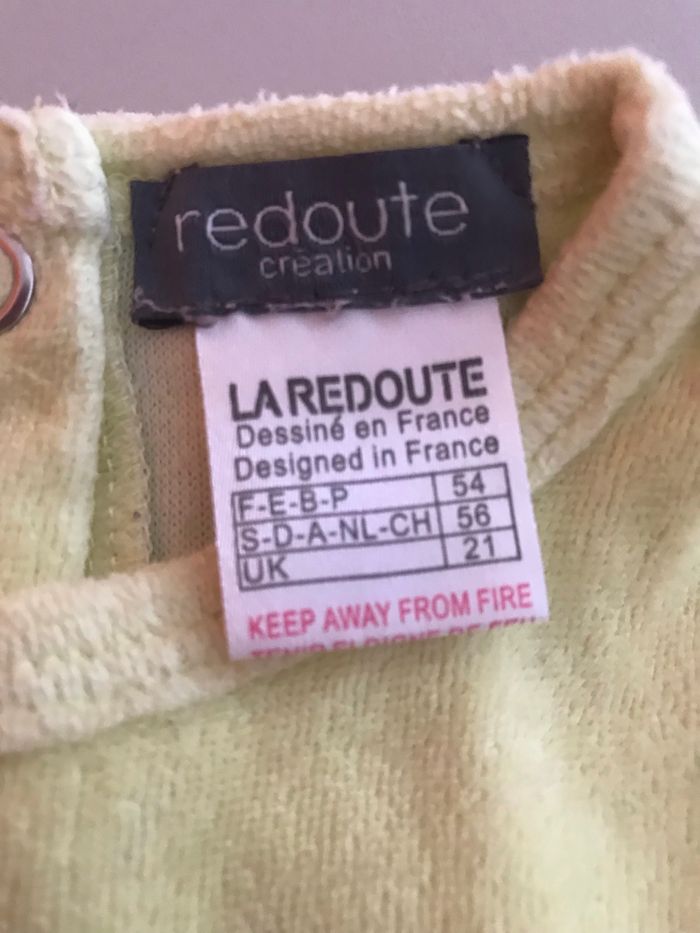 redoute
création
LA REDOUTE
Dessiné en France
Designed in France
F-E-B-P 54
S-D-A-NL-CH 56
UK 21
KEEP AWAY FROM FIRE